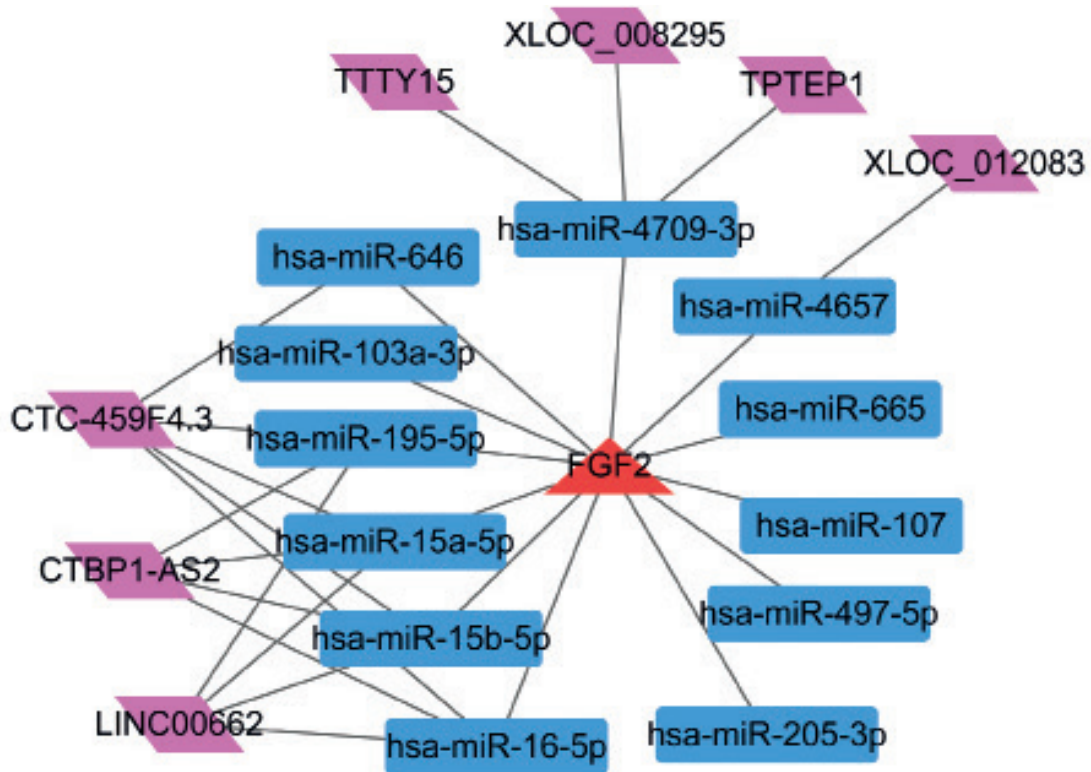 XLOC_008295
TTTY15
TPTEP1
XLOC_012083
hsa-miR-4709-3p
hsa-miR-646
hsa-miR-4657
hsa-miR-103a-3p
hsa-miR-665
CTC-459F4.3
hsa-miR-195-5p
FGF2
hsa-miR-107
hsa-miR-15a-5p
CTBP1-AS2
hsa-miR-497-5p
hsa-miR-15b-5p
LINC00662
hsa-miR-205-3p
hsa-miR-16-5p